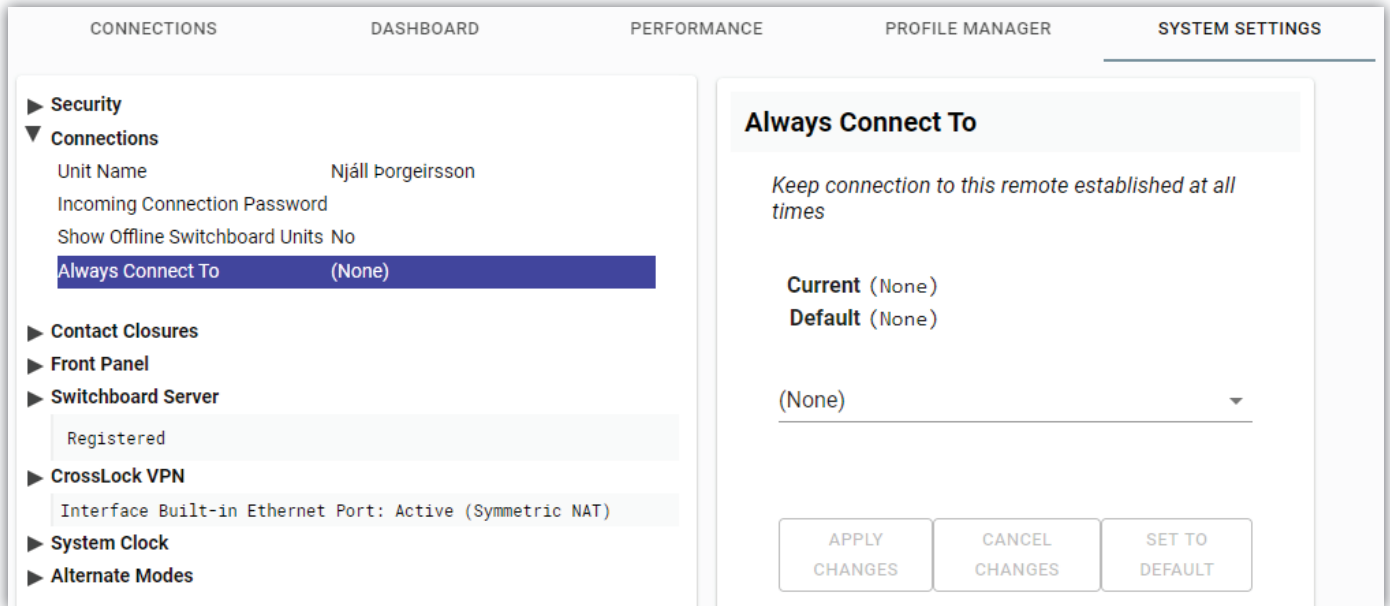 CONNECTIONS DASHBOARD PERFORMANCE PROFILE MANAGER SYSTEM SETTINGS
Security
Connections
Unit Name Njáll Þorgeirsson
Incoming Connection Password
Show Offline Switchboard Units No
Always Connect To (None)
Contact Closures
Front Panel
Switchboard Server
Registered
CrossLock VPN
Interface Built-in Ethernet Port: Active (Symmetric NAT)
System Clock
Alternate Modes
Always Connect To
Keep connection to this remote established at all
times
Current (None)
Default (None)
(None)
APPLY
CHANGES
CANCEL
CHANGES
SET TO
DEFAULT